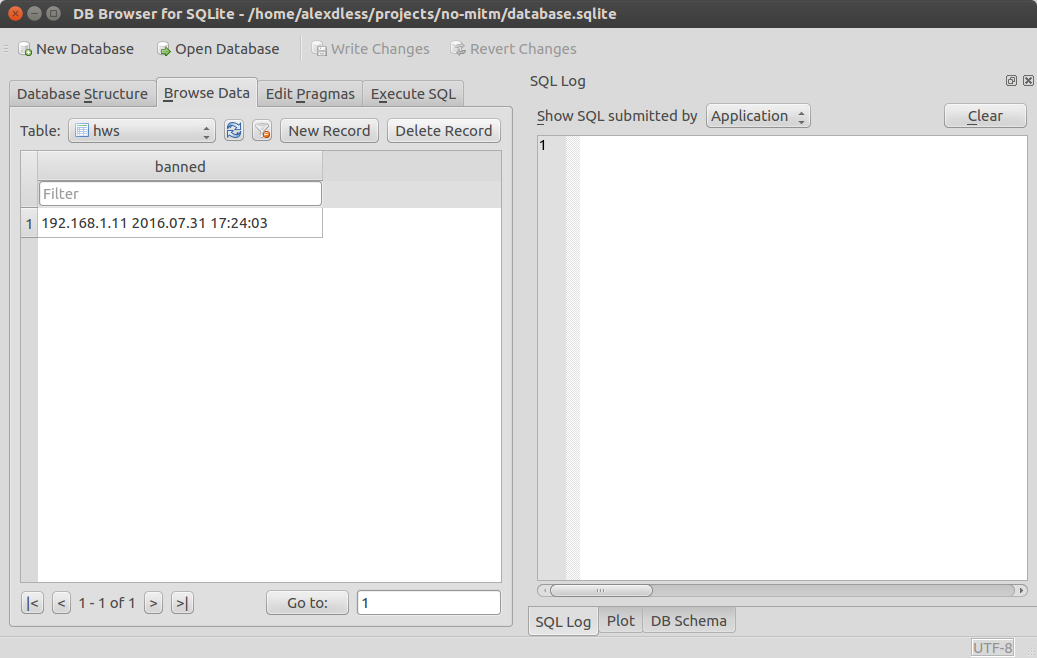 DB Browser for SQLite - /home/alexdless/projects/no-mitm/database.sqlite
New Database Open Database Write Changes Revert Changes
Database Structure Browse Data Edit Pragmas Execute SQL
Table: hws New Record Delete Record
banned
Filter
1 192.168.1.11 2016.07.31 17:24:03
|< < 1 - 1 of 1 > >| Go to: 1
SQL Log
Show SQL submitted by Application Clear
1
SQL Log Plot DB Schema
UTF-8